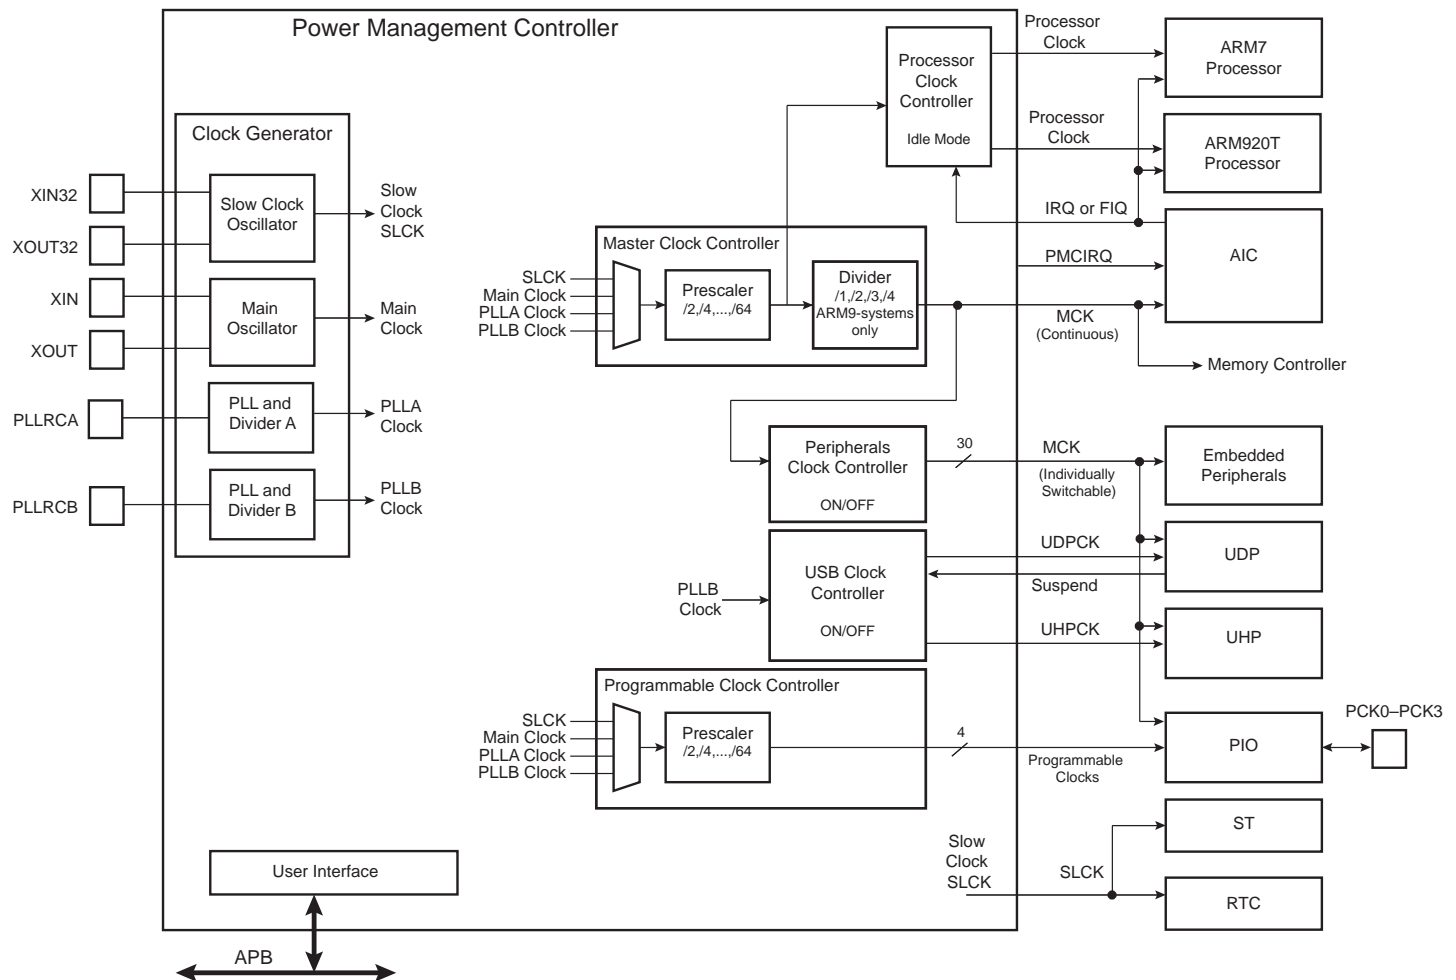 Power Management Controller
Clock Generator
XIN32
XOUT32
XIN
XOUT
PLLRCA
PLLRCB
Slow Clock
Oscillator
Main
Oscillator
PLL and
Divider A
PLL and
Divider B
Slow
Clock
SLCK
Main
Clock
PLLA
Clock
PLLB
Clock
Processor
Clock
Controller
Idle Mode
Processor
Clock
ARM7
Processor
Processor
Clock
ARM920T
Processor
IRQ or FIQ
PMCIRQ
AIC
Master Clock Controller
SLCK
Main Clock
PLLA Clock
PLLB Clock
Prescaler
/2,/4,...,/64
Divider
/1,/2,/3,/4
ARM9-systems
only
MCK
(Continuous)
Memory Controller
Peripherals
Clock Controller
ON/OFF
30
MCK
(Individually
Switchable)
Embedded
Peripherals
PLLB
Clock
USB Clock
Controller
ON/OFF
UDPCK
Suspend
UDP
UHPCK
UHP
Programmable Clock Controller
SLCK
Main Clock
PLLA Clock
PLLB Clock
Prescaler
/2,/4,...,/64
4
Programmable
Clocks
PIO
PCK0–PCK3
Slow
Clock
SLCK
SLCK
ST
RTC
User Interface
APB